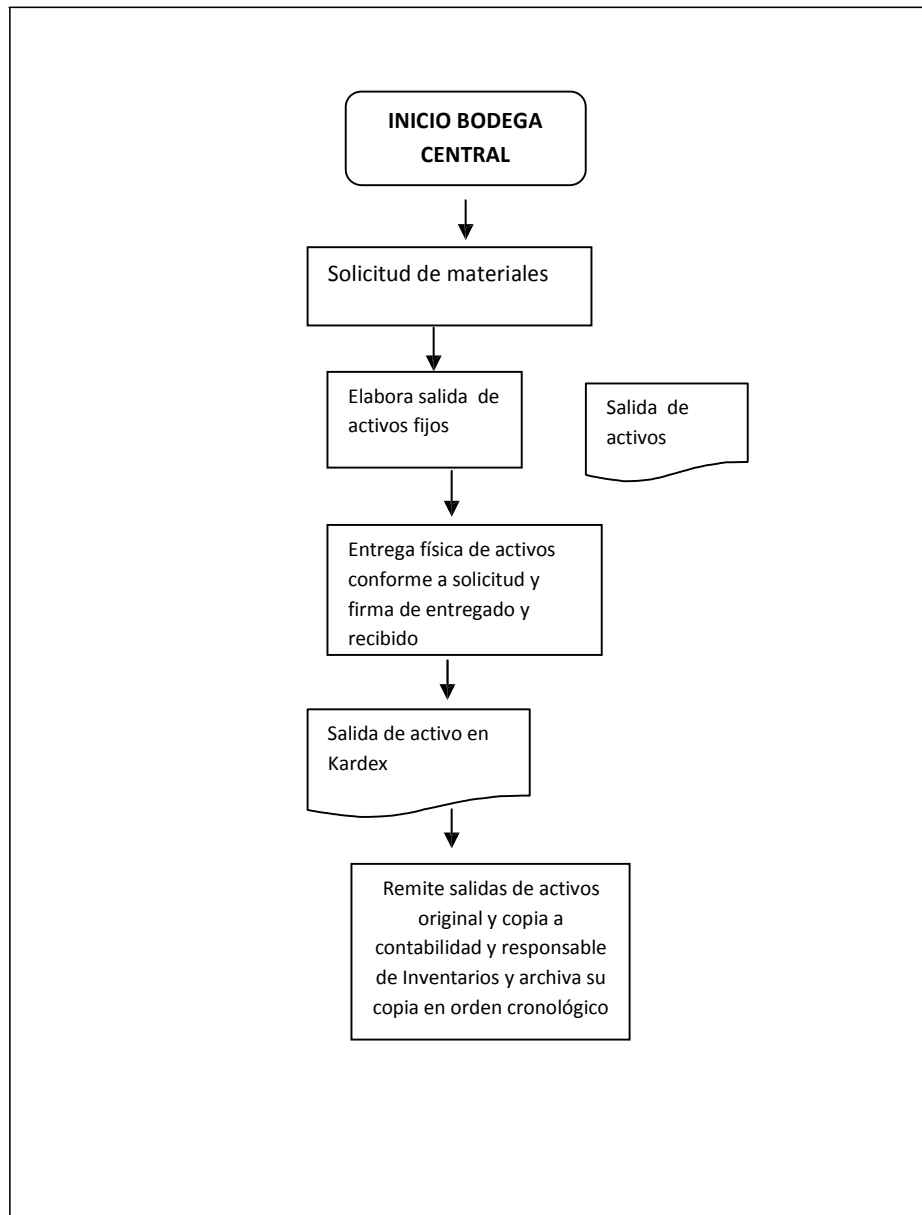 INICIO BODEGA
CENTRAL
Solicitud de materiales
Elabora salida de
activos fijos
Salida de
activos
Entrega física de activos
conforme a solicitud y
firma de entregado y
recibido
Salida de activo en
Kardex
Remite salidas de activos
original y copia a
contabilidad y responsable
de Inventarios y archiva su
copia en orden cronológico